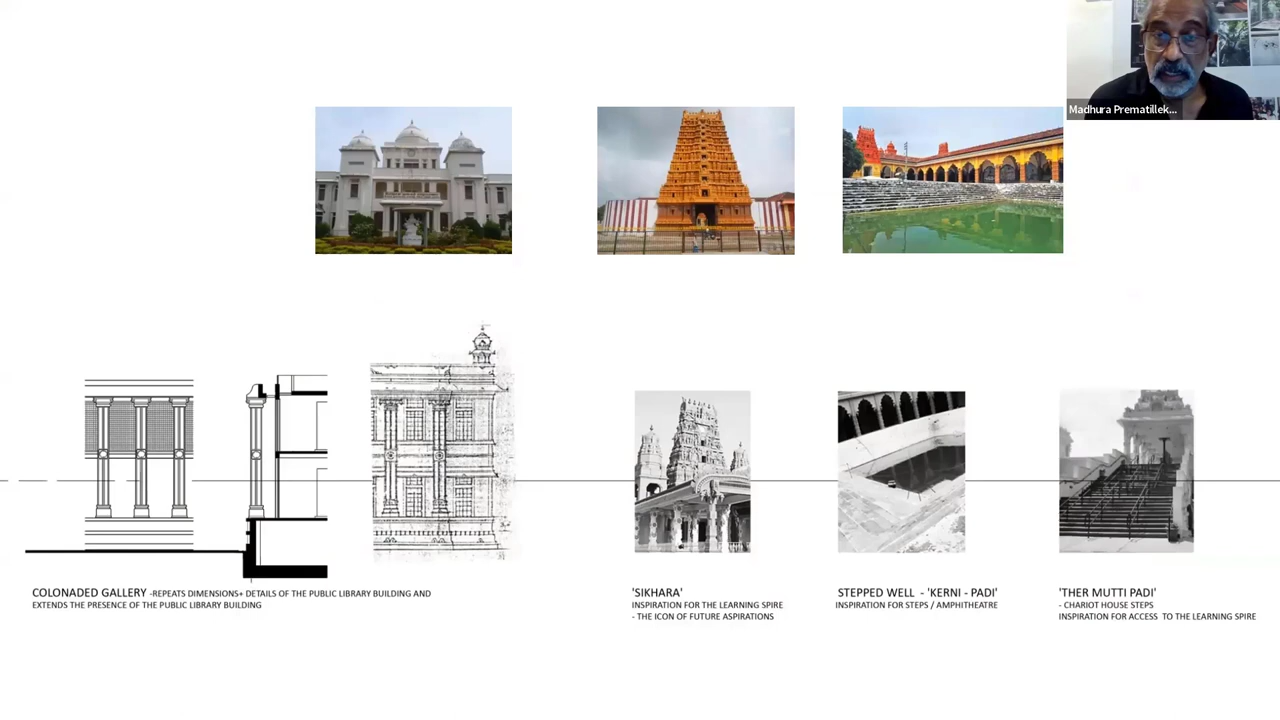 Madhura Prematillek...
COLONADED GALLERY -REPEATS DIMENSIONS+ DETAILS OF THE PUBLIC LIBRARY BUILDING AND
EXTENDS THE PRESENCE OF THE PUBLIC LIBRARY BUILDING
'SIKHARA'
INSPIRATION FOR THE LEARNING SPIRE
- THE ICON OF FUTURE ASPIRATIONS
STEPPED WELL - 'KERNI - PADI'
INSPIRATION FOR STEPS / AMPHITHEATRE
'THER MUTTI PADI'
- CHARIOT HOUSE STEPS
INSPIRATION FOR ACCESS TO THE LEARNING SPIRE